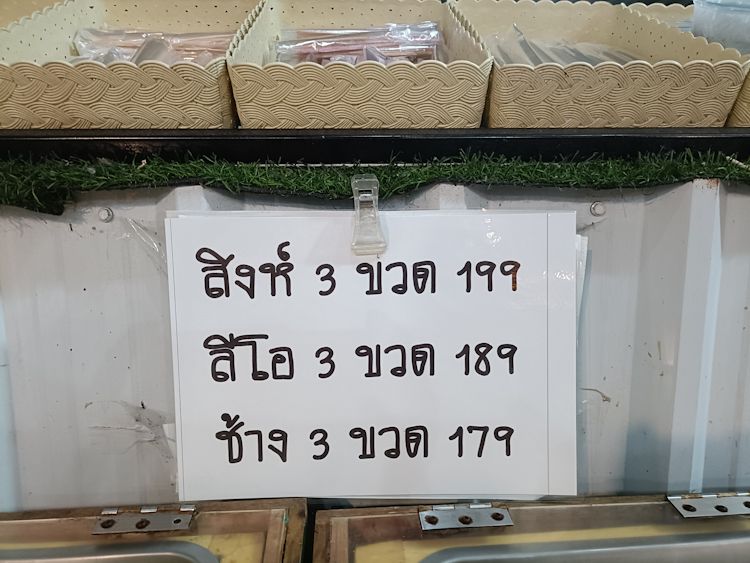 สิงห์ 3 ขวด 199
ลีโอ 3 ขวด 189
ช้าง 3 ขวด 179